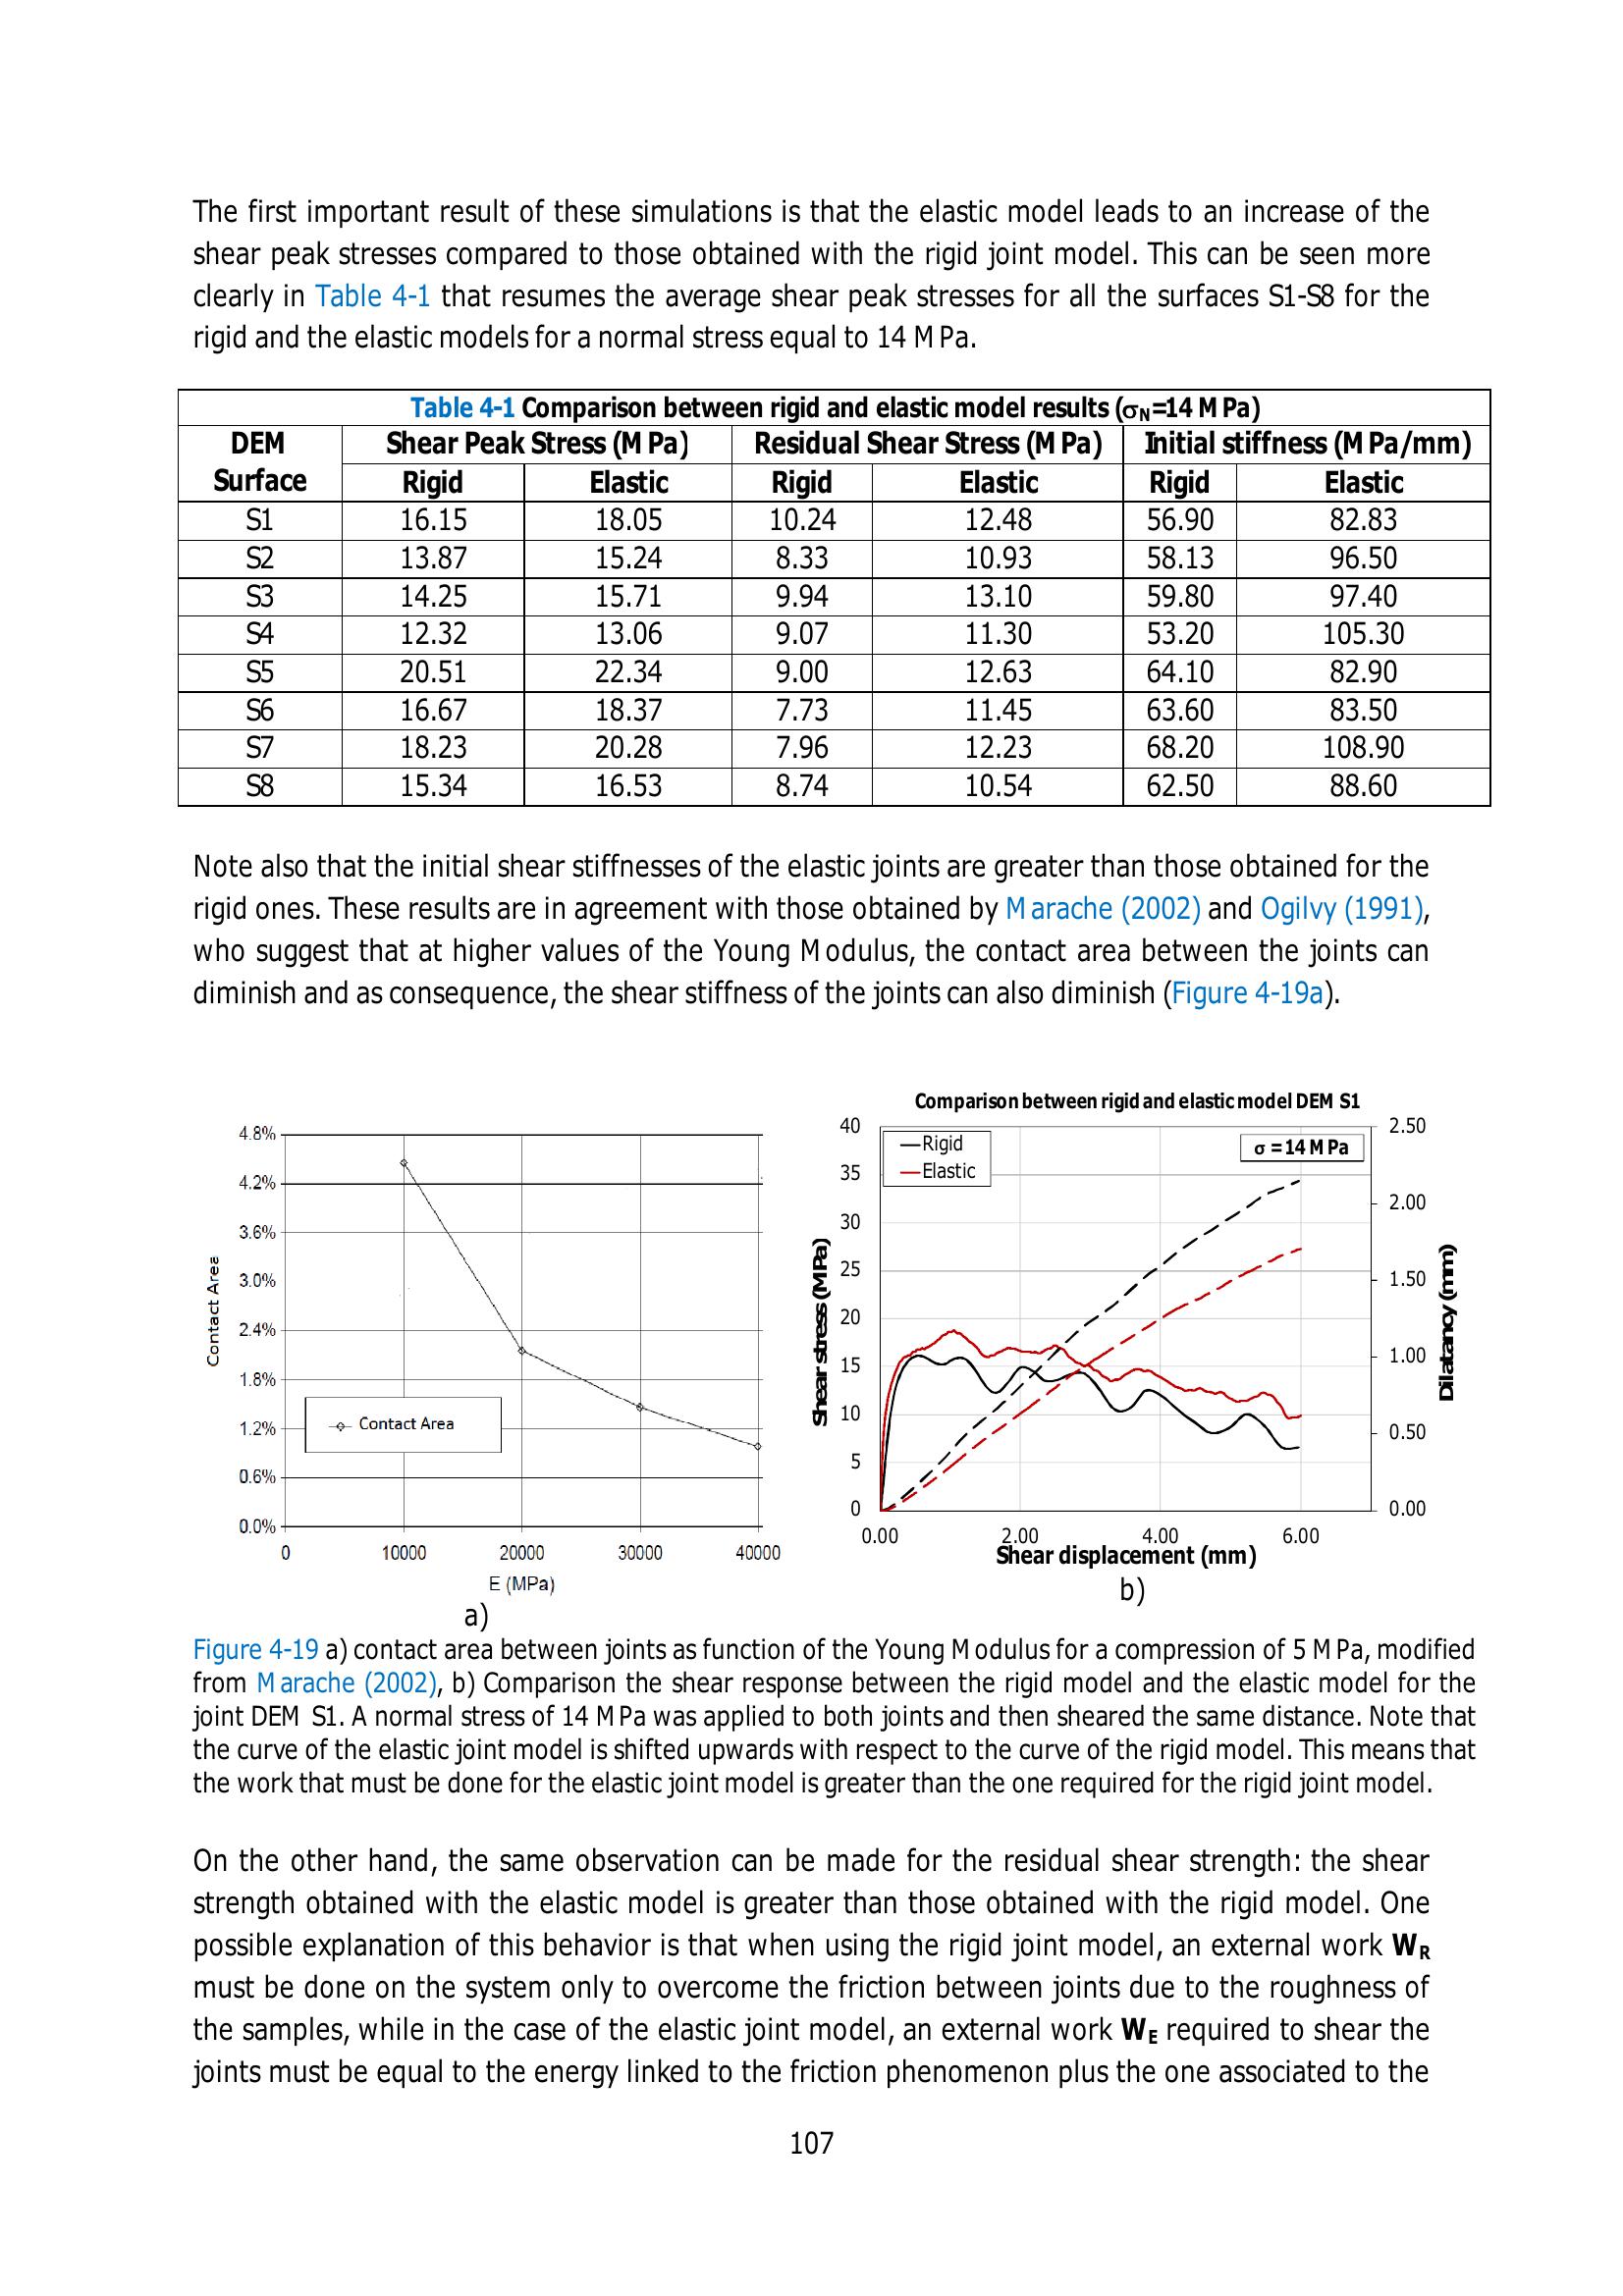 The first important result of these simulations is that the elastic model leads to an increase of the
shear peak stresses compared to those obtained with the rigid joint model. This can be seen more
clearly in Table 4-1 that resumes the average shear peak stresses for all the surfaces S1-S8 for the
rigid and the elastic models for a normal stress equal to 14 MPa.
Table 4-1 Comparison between rigid and elastic model results (σN=14 MPa)
DEM Surface Shear Peak Stress (MPa) Residual Shear Stress (MPa) Initial stiffness (MPa/mm)
Rigid Elastic Rigid Elastic Rigid Elastic
S1 16.15 18.05 10.24 12.48 56.90 82.83
S2 13.87 15.24 8.33 10.93 58.13 96.50
S3 14.25 15.71 9.94 13.10 59.80 97.40
S4 12.32 13.06 9.07 11.30 53.20 105.30
S5 20.51 22.34 9.00 12.63 64.10 82.90
S6 16.67 18.37 7.73 11.45 63.60 83.50
S7 18.23 20.28 7.96 12.23 68.20 108.90
S8 15.34 16.53 8.74 10.54 62.50 88.60
Note also that the initial shear stiffnesses of the elastic joints are greater than those obtained for the
rigid ones. These results are in agreement with those obtained by Marache (2002) and Ogilvy (1991),
who suggest that at higher values of the Young Modulus, the contact area between the joints can
diminish and as consequence, the shear stiffness of the joints can also diminish (Figure 4-19a).
4.8%
4.2%
3.6%
3.0%
2.4%
1.8%
1.2%
0.6%
0.0%
Contact Area
Contact Area
0 10000 20000 30000 40000
E (MPa)
a)
Comparison between rigid and elastic model DEM S1
Rigid
Elastic
σ = 14 MPa
40
35
30
25
20
15
10
5
0
Shear stress (MPa)
2.50
2.00
1.50
1.00
0.50
0.00
Dilatancy (mm)
0.00 2.00 4.00 6.00
Shear displacement (mm)
b)
Figure 4-19 a) contact area between joints as function of the Young Modulus for a compression of 5 MPa, modified
from Marache (2002), b) Comparison the shear response between the rigid model and the elastic model for the
joint DEM S1. A normal stress of 14 MPa was applied to both joints and then sheared the same distance. Note that
the curve of the elastic joint model is shifted upwards with respect to the curve of the rigid model. This means that
the work that must be done for the elastic joint model is greater than the one required for the rigid joint model.
On the other hand, the same observation can be made for the residual shear strength: the shear
strength obtained with the elastic model is greater than those obtained with the rigid model. One
possible explanation of this behavior is that when using the rigid joint model, an external work WR
must be done on the system only to overcome the friction between joints due to the roughness of
the samples, while in the case of the elastic joint model, an external work WE required to shear the
joints must be equal to the energy linked to the friction phenomenon plus the one associated to the
107